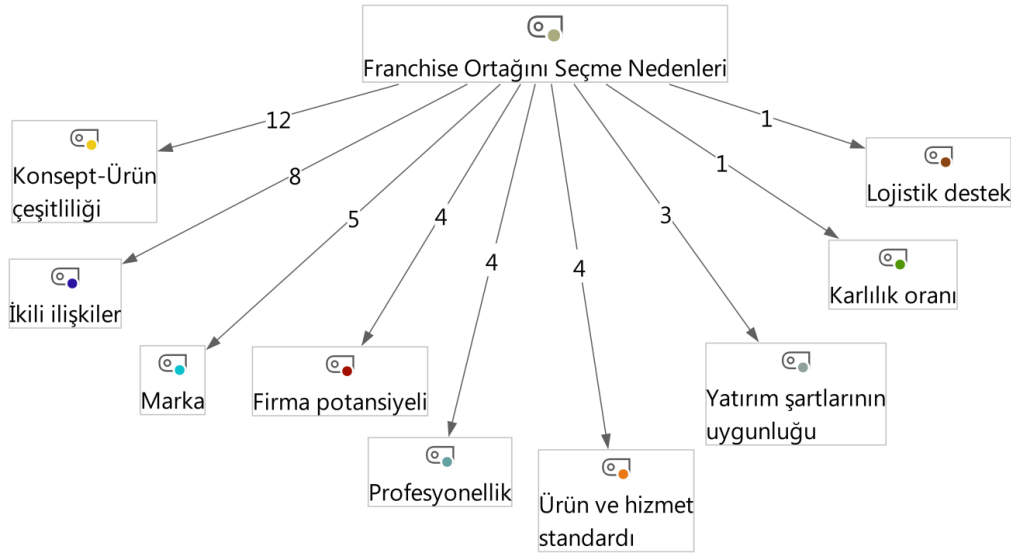 Franchise Ortağını Seçme Nedenleri
12
8
5
4
4
4
3
1
1
Konsept-Ürün
çeşitliliği
İkili ilişkiler
Marka
Firma potansiyeli
Profesyonellik
Ürün ve hizmet
standardı
Yatırım şartlarının
uygunluğu
Karlılık oranı
Lojistik destek